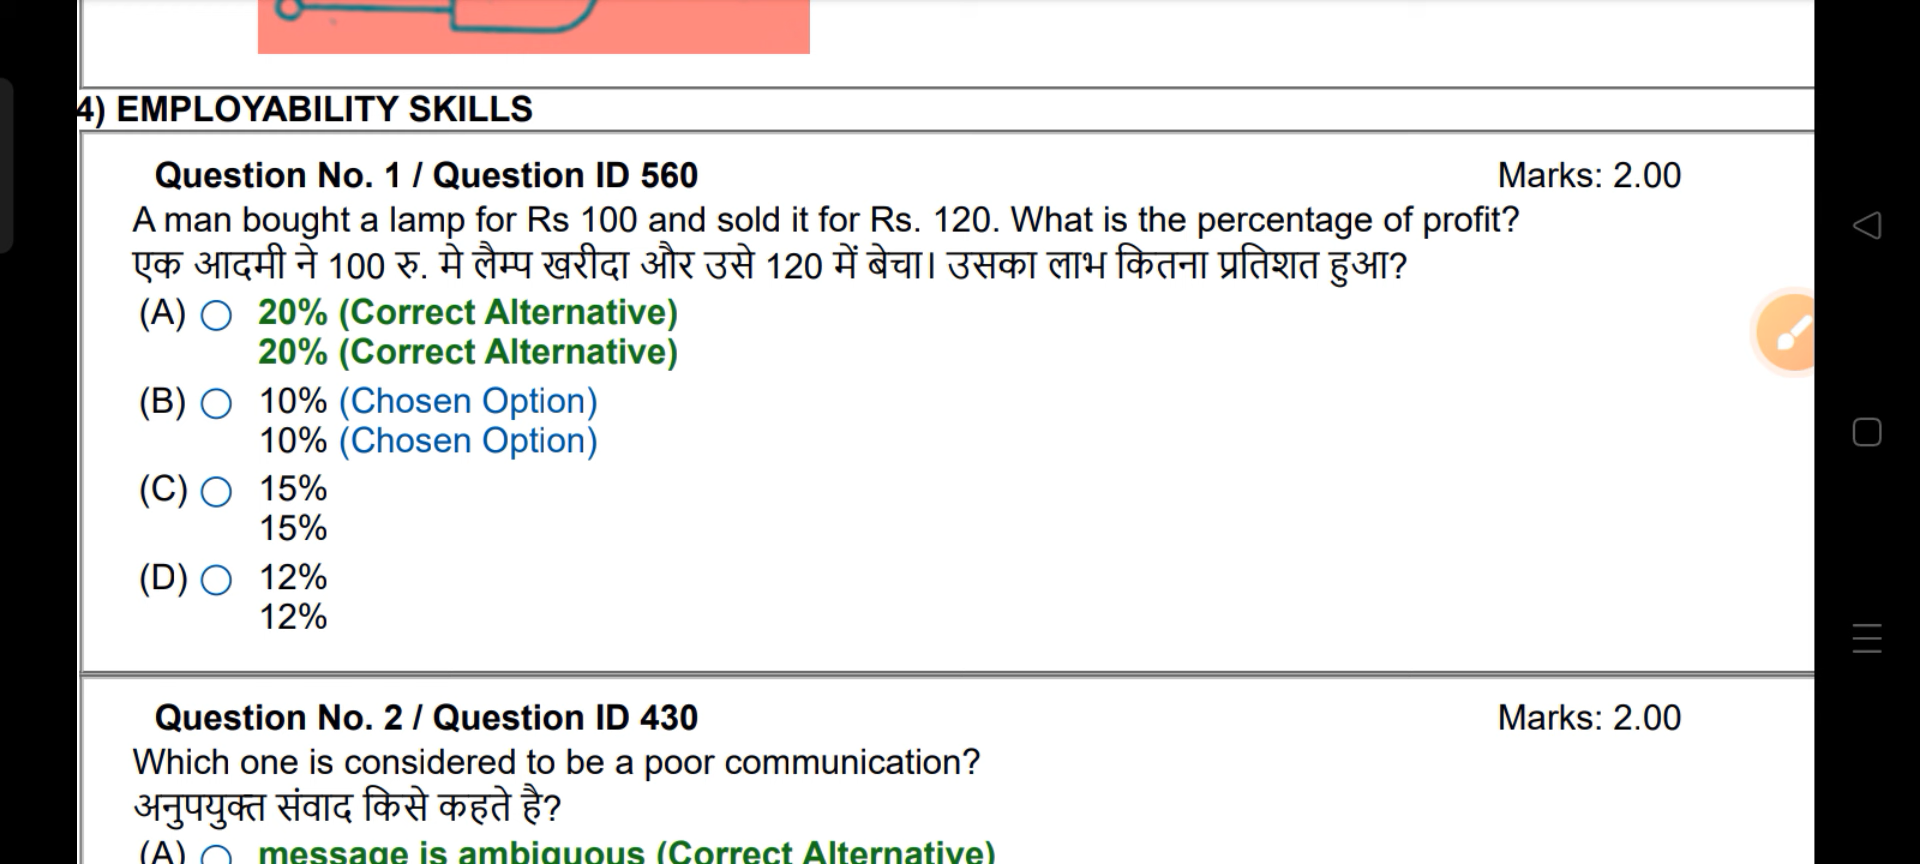 4) EMPLOYABILITY SKILLS
Question No. 1 / Question ID 560 Marks: 2.00
A man bought a lamp for Rs 100 and sold it for Rs. 120. What is the percentage of profit?
एक आदमी ने 100 रु. मे लैम्प खरीदा और उसे 120 में बेचा। उसका लाभ कितना प्रतिशत हुआ?
(A) 20% (Correct Alternative)
20% (Correct Alternative)
(B) 10% (Chosen Option)
10% (Chosen Option)
(C) 15%
15%
(D) 12%
12%
Question No. 2 / Question ID 430 Marks: 2.00
Which one is considered to be a poor communication?
अनुपयुक्त संवाद किसे कहते है?
(A) message is ambiguous (Correct Alternative)